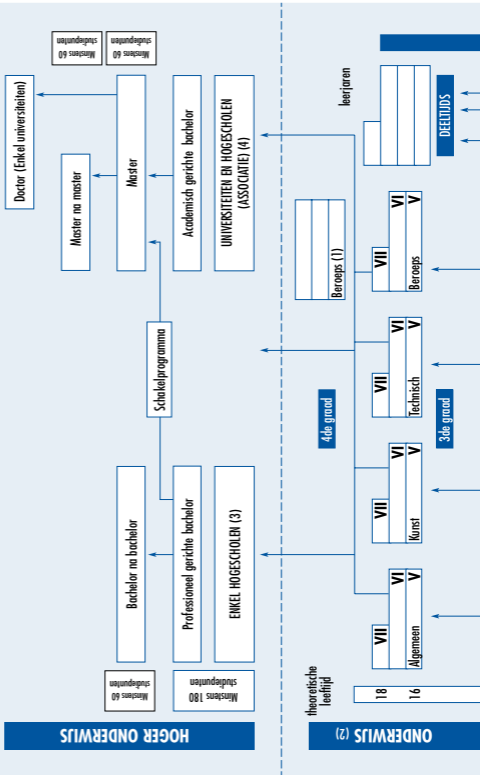 Doctor (Enkel universiteiten)
Minstens 60
studiepunten
Minstens 60
studiepunten
Master na master
Master
Academisch gerichte bachelor
UNIVERSITEITEN EN HOGESCHOLEN
(ASSOCIATIE) (4)
Schakelprogramma
Bachelor na bachelor
Professioneel gerichte bachelor
ENKEL HOGESCHOLEN (3)
Minstens 60
studiepunten
Minstens 180
studiepunten
HOGER ONDERWIJS
leerjaren
DEELTIJDS
Beroeps (1)
4de graad
VII
VI
V
Beroeps
VII
VI
V
Technisch
3de graad
VII
VI
V
Kunst
VII
VI
V
Algemeen
theoretische
leeftijd
18
16
ONDERWIJS (2)